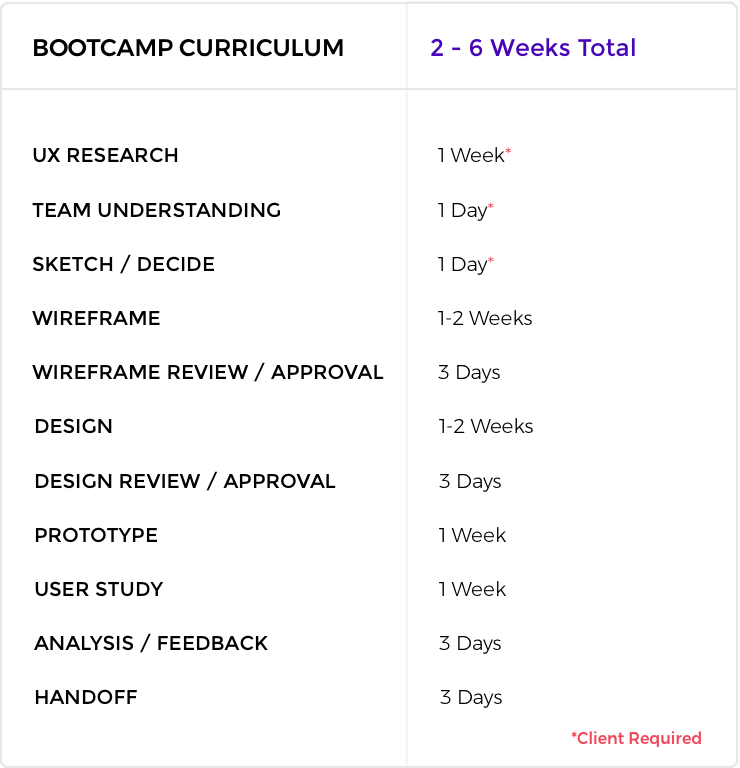 BOOTCAMP CURRICULUM 2 - 6 Weeks Total
UX RESEARCH 1 Week*
TEAM UNDERSTANDING 1 Day*
SKETCH / DECIDE 1 Day*
WIREFRAME 1-2 Weeks
WIREFRAME REVIEW / APPROVAL 3 Days
DESIGN 1-2 Weeks
DESIGN REVIEW / APPROVAL 3 Days
PROTOTYPE 1 Week
USER STUDY 1 Week
ANALYSIS / FEEDBACK 3 Days
HANDOFF 3 Days
*Client Required